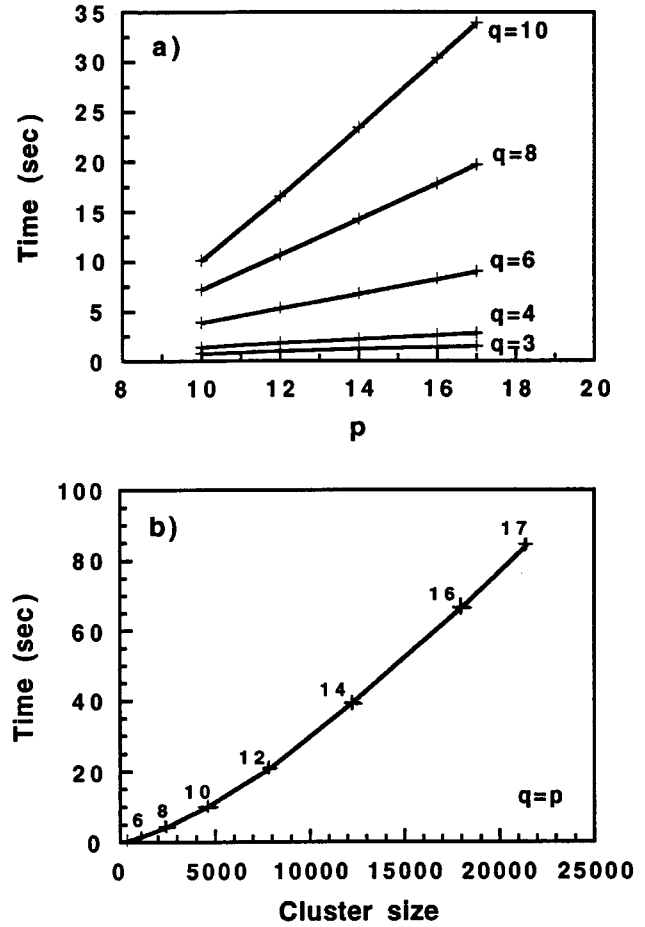 35
30
25
20
15
10
5
0
Time (sec)
a)
q=10
q=8
q=6
q=4
q=3
8 10 12 14 16 18 20
p
100
80
60
40
20
0
Time (sec)
b)
17
16
14
12
10
8
6
q=p
0 5000 10000 15000 20000 25000
Cluster size